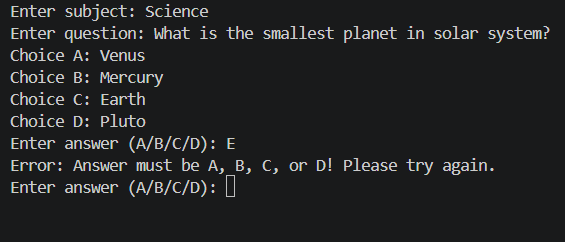 Enter subject: Science
Enter question: What is the smallest planet in solar system?
Choice A: Venus
Choice B: Mercury
Choice C: Earth
Choice D: Pluto
Enter answer (A/B/C/D): E
Error: Answer must be A, B, C, or D! Please try again.
Enter answer (A/B/C/D):